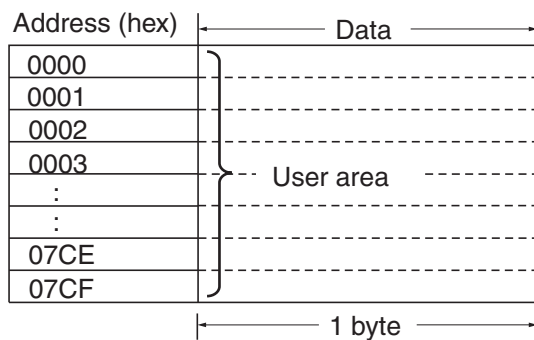 Address (hex) Data
0000
0001
0002
0003
User area
:
:
07CE
07CF
1 byte